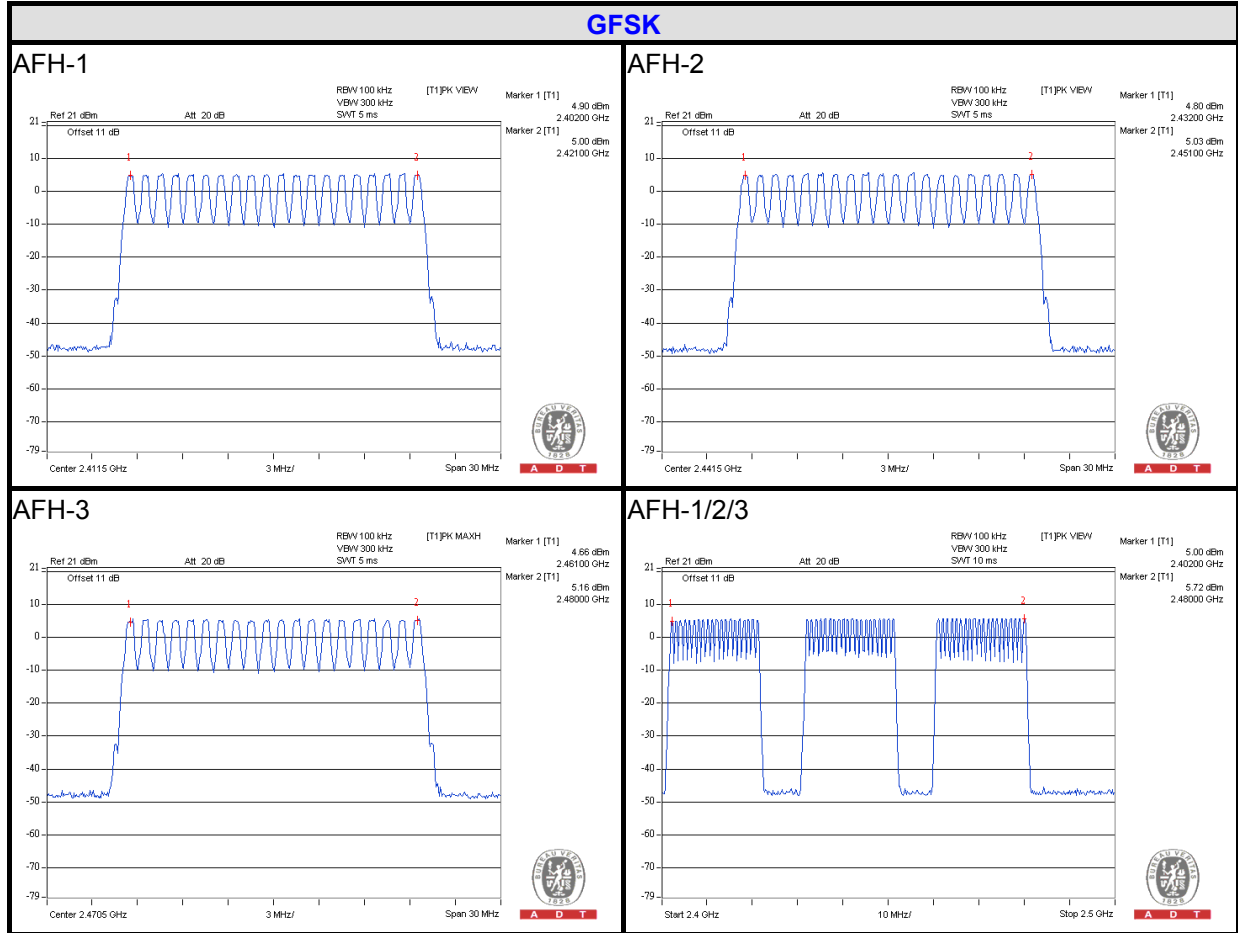 GFSK
AFH-1
RBW 100 kHz [T1]PK VIEW Marker 1 [T1]
VBW 300 kHz 4.90 dBm
Ref 21 dBm Att 20 dB SWT 5 ms 2.40200 GHz
21 Offset 11 dB Marker 2 [T1]
5.00 dBm
2.42100 GHz
1 2
10
0
-10
-20
-30
-40
-50
-60
-70
-79
Center 2.4115 GHz 3 MHz/ Span 30 MHz
BUREAU VERITAS
1828
A D T
AFH-2
RBW 100 kHz [T1]PK VIEW Marker 1 [T1]
VBW 300 kHz 4.80 dBm
Ref 21 dBm Att 20 dB SWT 5 ms 2.43200 GHz
21 Offset 11 dB Marker 2 [T1]
5.03 dBm
2.45100 GHz
1 2
10
0
-10
-20
-30
-40
-50
-60
-70
-79
Center 2.4415 GHz 3 MHz/ Span 30 MHz
BUREAU VERITAS
1828
A D T
AFH-3
RBW 100 kHz [T1]PK MAXH Marker 1 [T1]
VBW 300 kHz 4.66 dBm
Ref 21 dBm Att 20 dB SWT 5 ms 2.46100 GHz
21 Offset 11 dB Marker 2 [T1]
5.16 dBm
2.48000 GHz
1 2
10
0
-10
-20
-30
-40
-50
-60
-70
-79
Center 2.4705 GHz 3 MHz/ Span 30 MHz
BUREAU VERITAS
1828
A D T
AFH-1/2/3
RBW 100 kHz [T1]PK VIEW Marker 1 [T1]
VBW 300 kHz 5.00 dBm
Ref 21 dBm Att 20 dB SWT 10 ms 2.40200 GHz
21 Offset 11 dB Marker 2 [T1]
5.72 dBm
2.48000 GHz
1 2
10
0
-10
-20
-30
-40
-50
-60
-70
-79
Start 2.4 GHz 10 MHz/ Stop 2.5 GHz
BUREAU VERITAS
1828
A D T